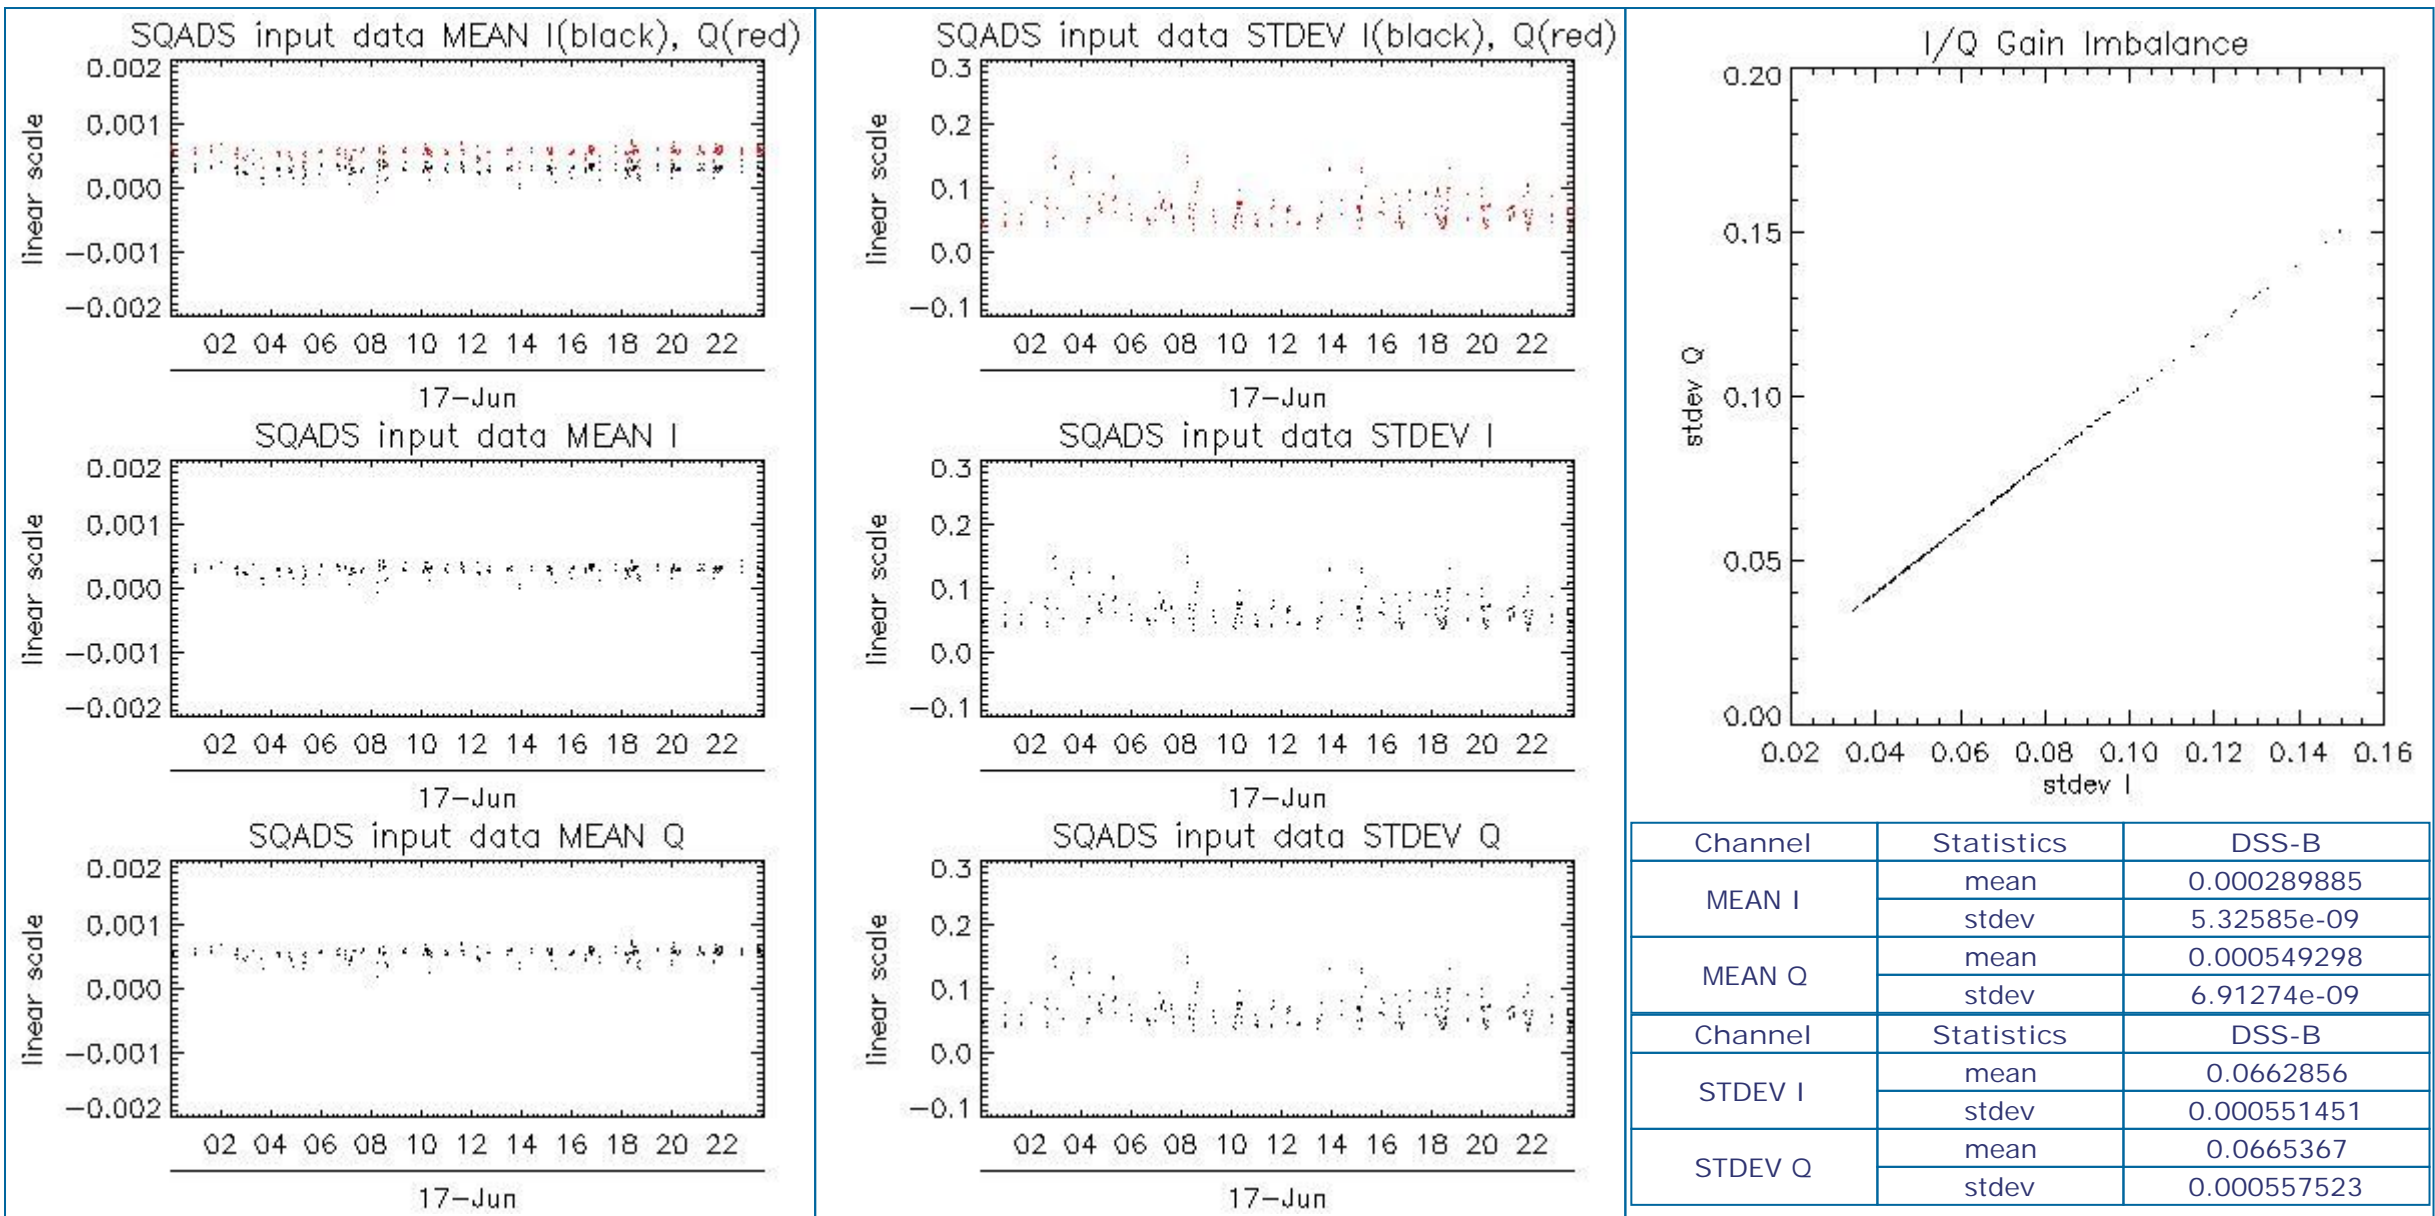 SQADS input data MEAN I(black), Q(red)
0.002
0.001
0.000
−0.001
−0.002
linear scale
02 04 06 08 10 12 14 16 18 20 22
17−Jun
SQADS input data MEAN I
0.002
0.001
0.000
−0.001
−0.002
linear scale
02 04 06 08 10 12 14 16 18 20 22
17−Jun
SQADS input data MEAN Q
0.002
0.001
0.000
−0.001
−0.002
linear scale
02 04 06 08 10 12 14 16 18 20 22
17−Jun
SQADS input data STDEV I(black), Q(red)
0.3
0.2
0.1
0.0
−0.1
linear scale
02 04 06 08 10 12 14 16 18 20 22
17−Jun
SQADS input data STDEV I
0.3
0.2
0.1
0.0
−0.1
linear scale
02 04 06 08 10 12 14 16 18 20 22
17−Jun
SQADS input data STDEV Q
0.3
0.2
0.1
0.0
−0.1
linear scale
02 04 06 08 10 12 14 16 18 20 22
17−Jun
I/Q Gain Imbalance
0.20
0.15
0.10
0.05
0.00
stdev Q
0.02 0.04 0.06 0.08 0.10 0.12 0.14 0.16
stdev I
Channel Statistics DSS-B
MEAN I mean 0.000289885
stdev 5.32585e-09
MEAN Q mean 0.000549298
stdev 6.91274e-09
Channel Statistics DSS-B
STDEV I mean 0.0662856
stdev 0.000551451
STDEV Q mean 0.0665367
stdev 0.000557523